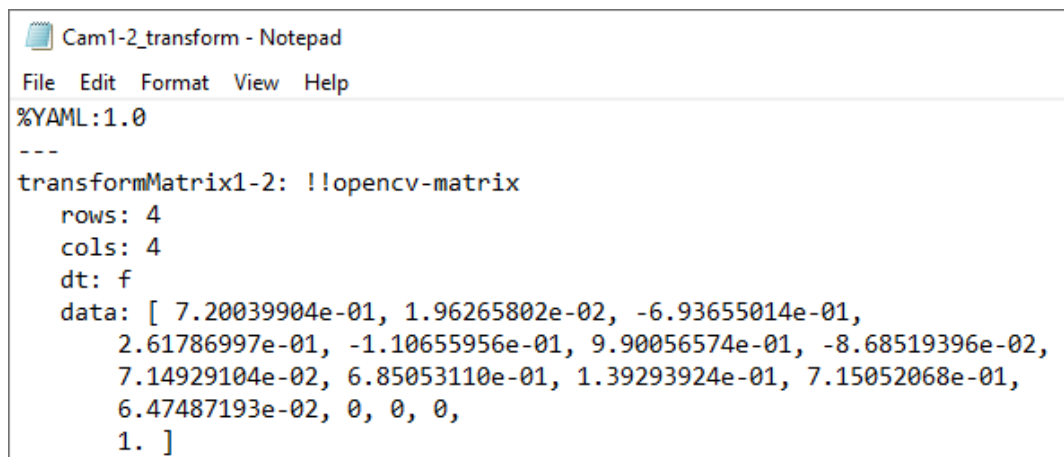 Cam1-2_transform - Notepad
File Edit Format View Help
%YAML:1.0
---
transformMatrix1-2: !!opencv-matrix
   rows: 4
   cols: 4
   dt: f
   data: [ 7.20039904e-01, 1.96265802e-02, -6.93655014e-01,
       2.61786997e-01, -1.10655956e-01, 9.90056574e-01, -8.68519396e-02,
       7.14929104e-02, 6.85053110e-01, 1.39293924e-01, 7.15052068e-01,
       6.47487193e-02, 0, 0, 0,
       1. ]